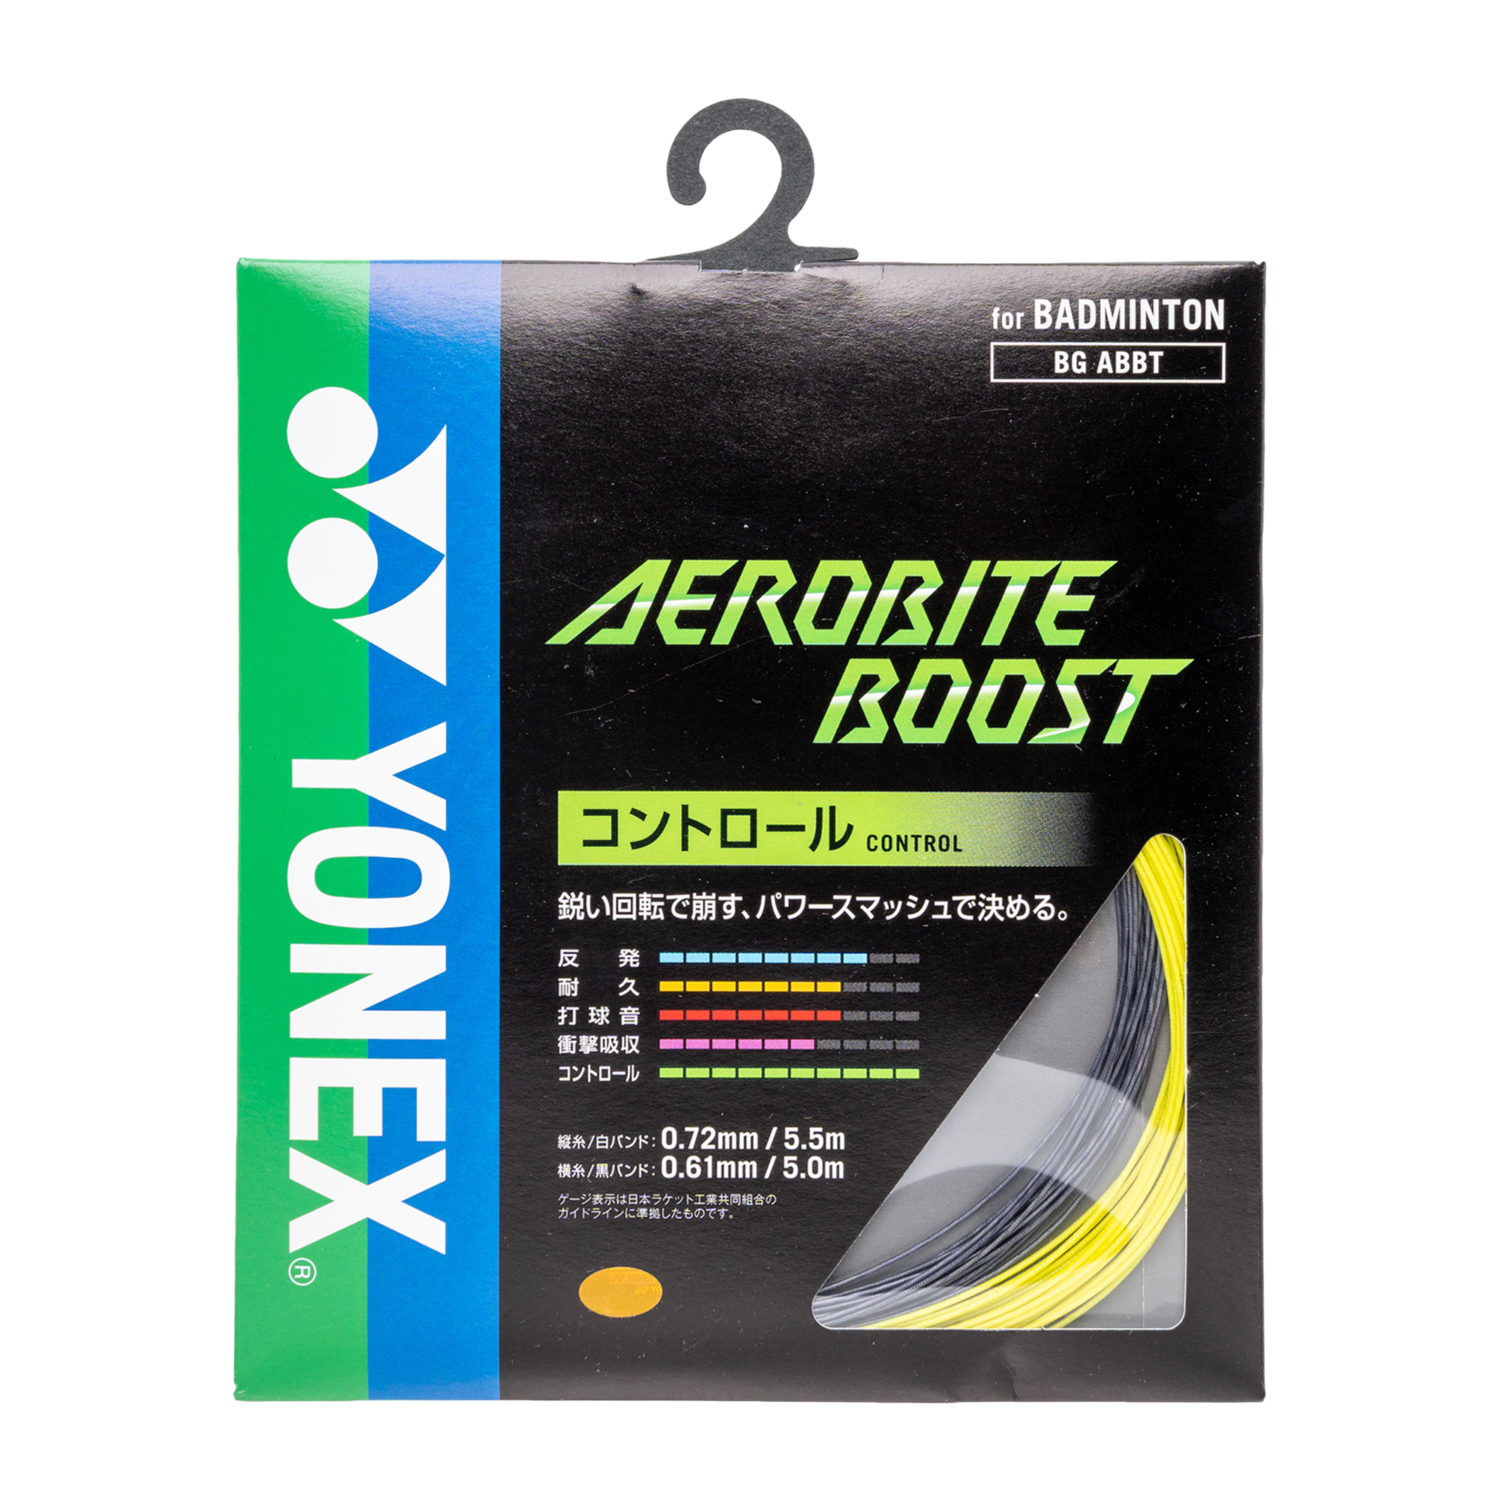 for BADMINTON
BG ABBT
YONEX®
AEROBITE
BOOST
コントロール CONTROL
鋭い回転で崩す、パワースマッシュで決める。
反発
耐久
打球音
衝撃吸収
コントロール
縦糸/白バンド: 0.72mm / 5.5m
横糸/黒バンド: 0.61mm / 5.0m
ゲージ表示は日本ラケット工業共同組合の
ガイドラインに準拠したものです。